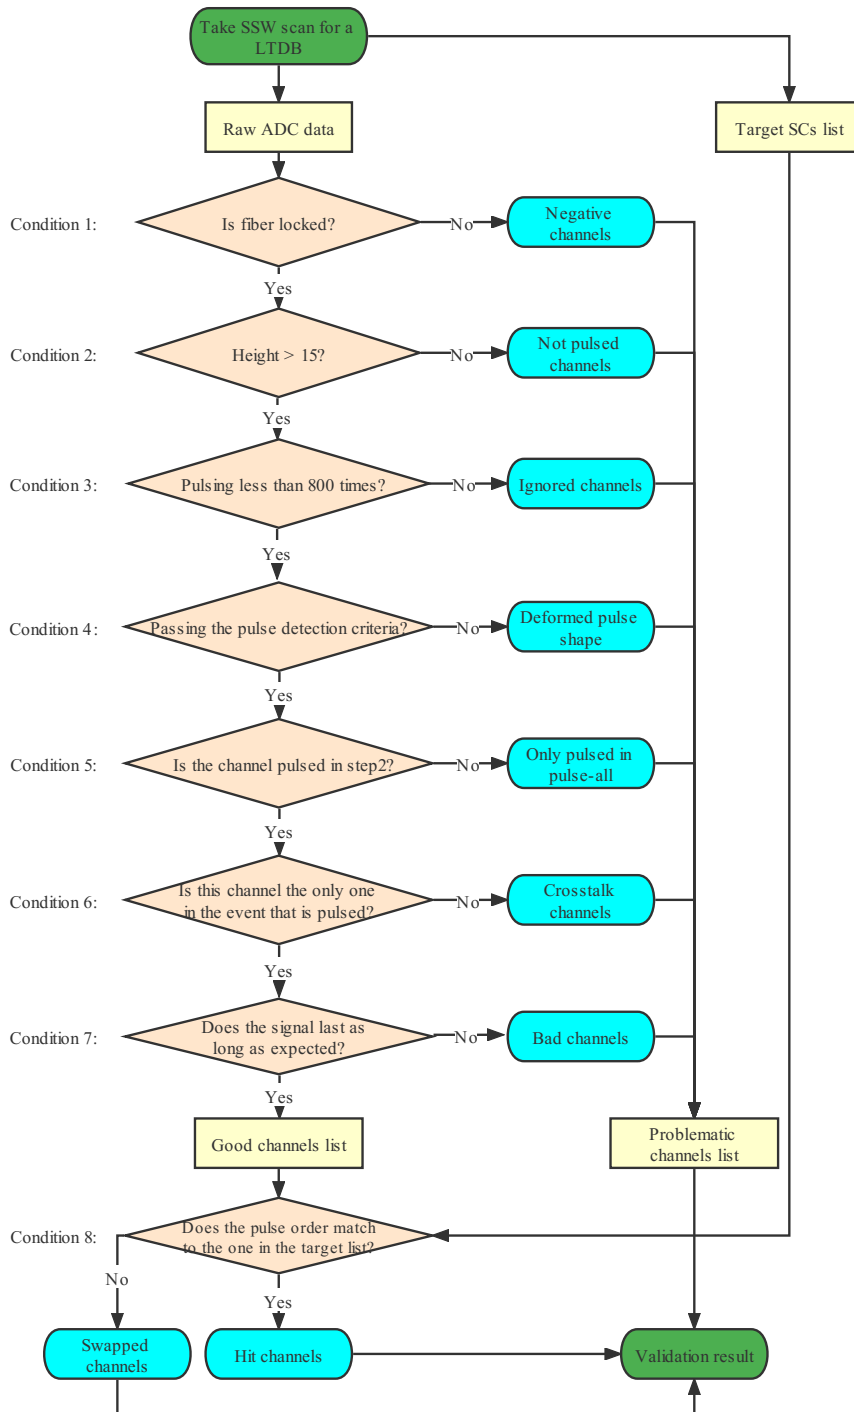 Take SSW scan for a
LTDB
Raw ADC data
Target SCs list
Condition 1:
Is fiber locked?
No
Negative
channels
Yes
Condition 2:
Height > 15?
No
Not pulsed
channels
Yes
Condition 3:
Pulsing less than 800 times?
No
Ignored channels
Yes
Condition 4:
Passing the pulse detection criteria?
No
Deformed pulse
shape
Yes
Condition 5:
Is the channel pulsed in step2?
No
Only pulsed in
pulse-all
Yes
Condition 6:
Is this channel the only one
in the event that is pulsed?
No
Crosstalk
channels
Yes
Condition 7:
Does the signal last as
long as expected?
No
Bad channels
Yes
Good channels list
Problematic
channels list
Condition 8:
Does the pulse order match
to the one in the target list?
No
Yes
Swapped
channels
Hit channels
Validation result